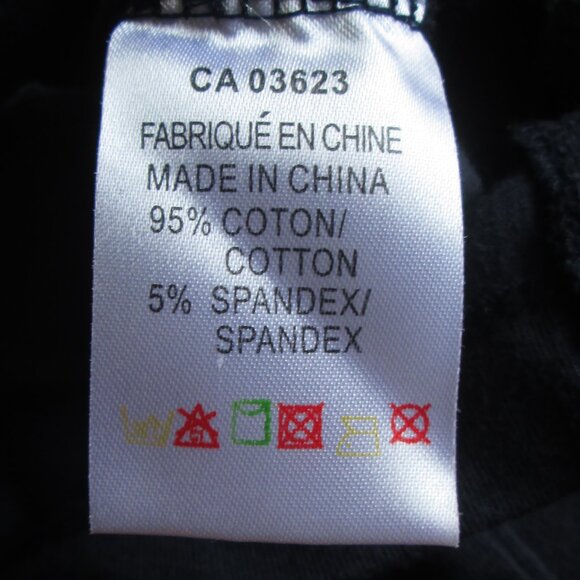 CA 03623
FABRIQUÉ EN CHINE
MADE IN CHINA
95% COTON/
COTTON
5% SPANDEX/
SPANDEX